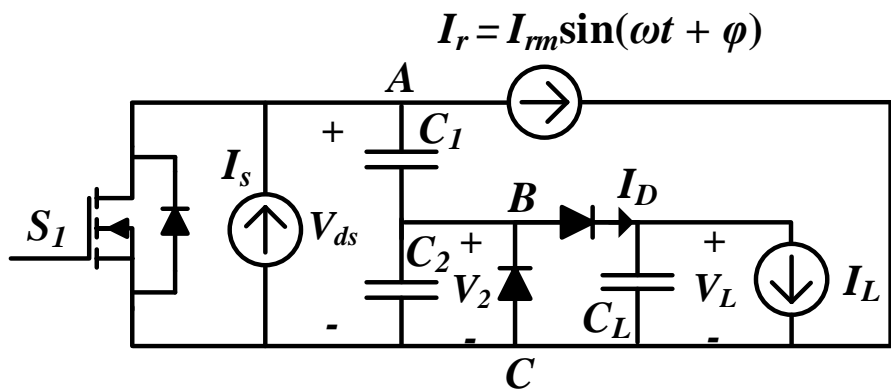 I_r = I_rm sin(ωt + φ)
A
+
C_1
I_s
S_1
V_ds
B
I_D
C_2
+
V_2
+
V_L
I_L
C_L
-
-
-
C